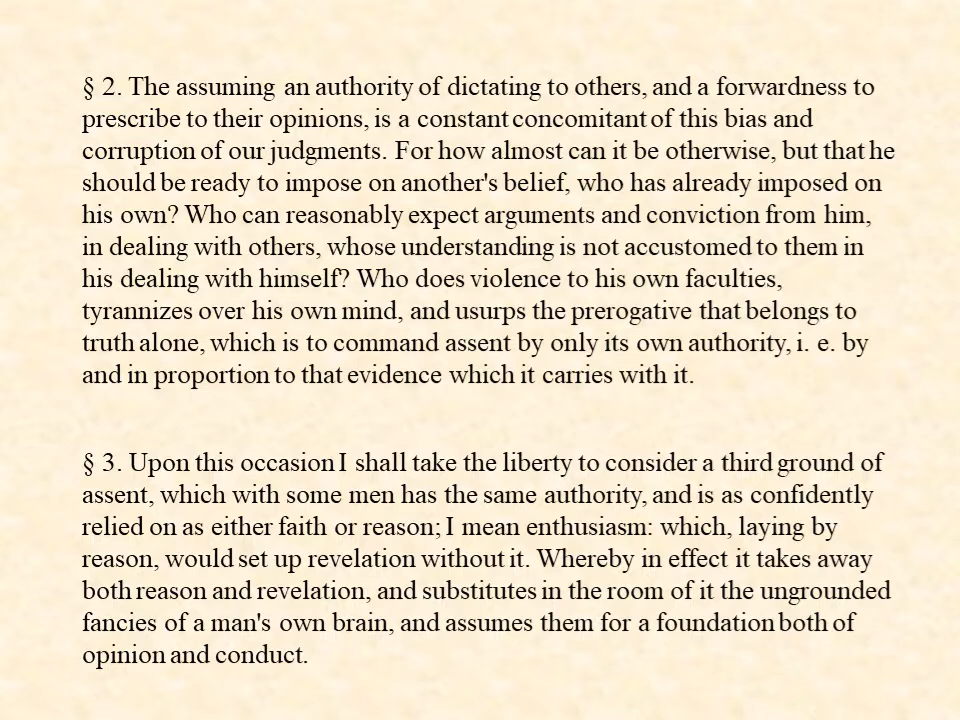 § 2. The assuming an authority of dictating to others, and a forwardness to
prescribe to their opinions, is a constant concomitant of this bias and
corruption of our judgments. For how almost can it be otherwise, but that he
should be ready to impose on another's belief, who has already imposed on
his own? Who can reasonably expect arguments and conviction from him,
in dealing with others, whose understanding is not accustomed to them in
his dealing with himself? Who does violence to his own faculties,
tyrannizes over his own mind, and usurps the prerogative that belongs to
truth alone, which is to command assent by only its own authority, i. e. by
and in proportion to that evidence which it carries with it.
§ 3. Upon this occasion I shall take the liberty to consider a third ground of
assent, which with some men has the same authority, and is as confidently
relied on as either faith or reason; I mean enthusiasm: which, laying by
reason, would set up revelation without it. Whereby in effect it takes away
both reason and revelation, and substitutes in the room of it the ungrounded
fancies of a man's own brain, and assumes them for a foundation both of
opinion and conduct.